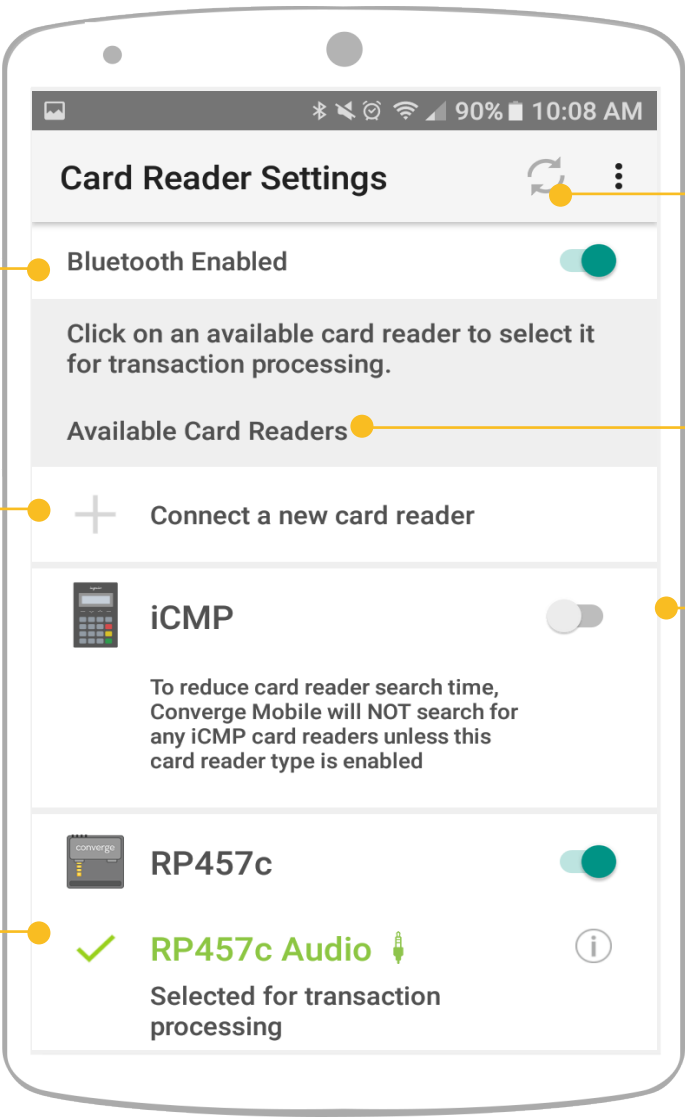 90% 10:08 AM
Card Reader Settings
Bluetooth Enabled
Click on an available card reader to select it
for transaction processing.
Available Card Readers
Connect a new card reader
iCMP
To reduce card reader search time,
Converge Mobile will NOT search for
any iCMP card readers unless this
card reader type is enabled
converge
RP457c
RP457c Audio
Selected for transaction
processing